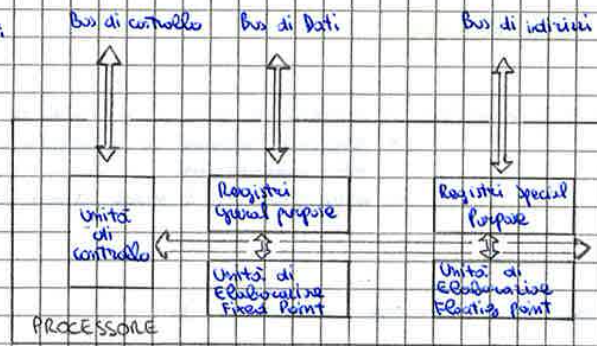 Bus di controllo
Bus di Dati
Bus di indirizzi
Unità
di
controllo
Registri
General purpose
Registri Special
Purpose
Unità di
Elaborazione
Fixed Point
Unità di
Elaborazione
Floating Point
PROCESSORE